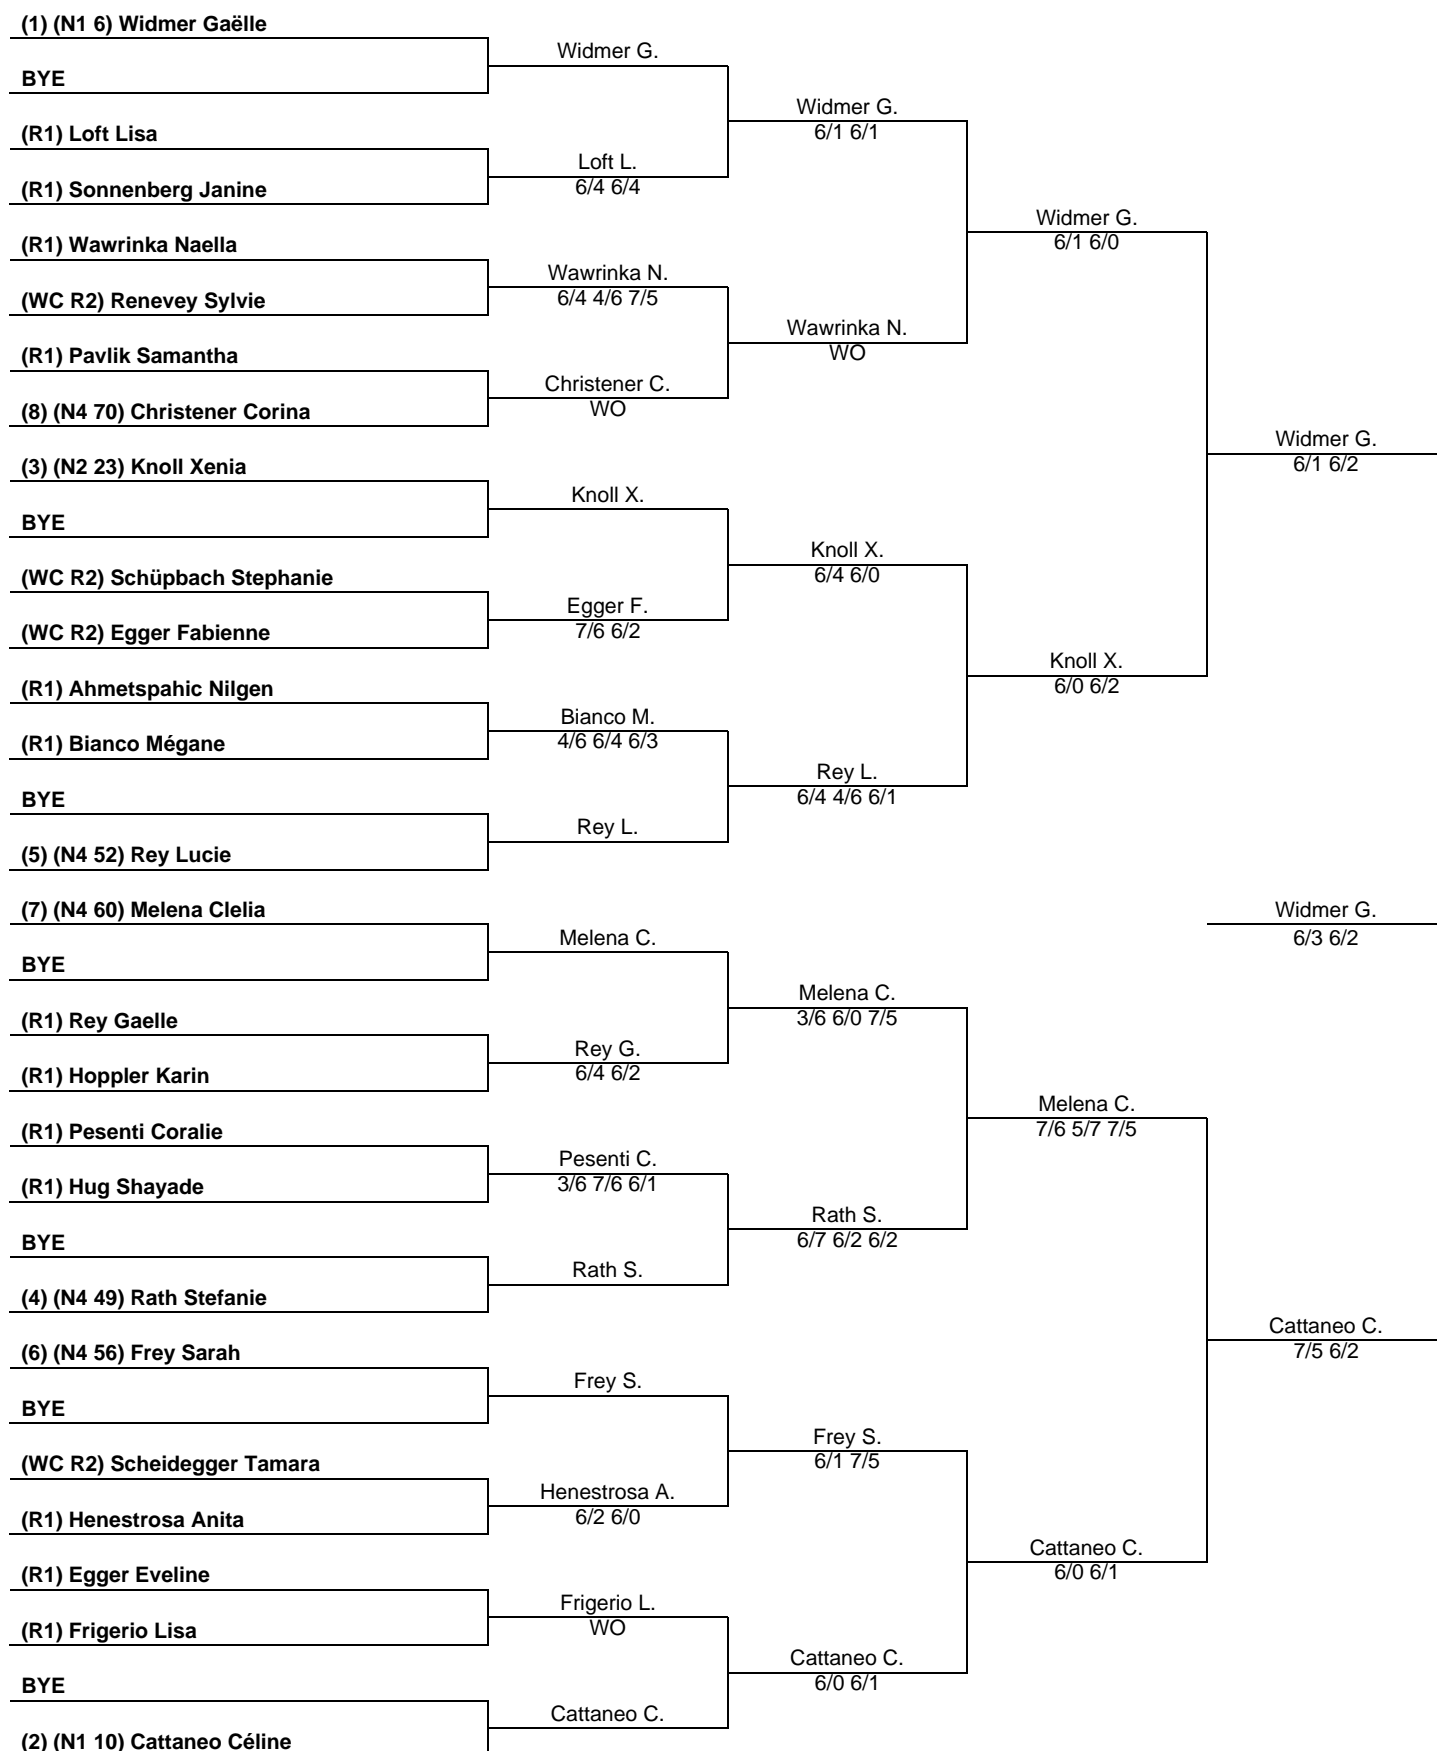 (1) (N1 6) Widmer Gaëlle
Widmer G.
BYE
Widmer G.
6/1 6/1
(R1) Loft Lisa
Loft L.
6/4 6/4
(R1) Sonnenberg Janine
Widmer G.
6/1 6/0
(R1) Wawrinka Naella
Wawrinka N.
6/4 4/6 7/5
(WC R2) Renevey Sylvie
Wawrinka N.
WO
(R1) Pavlik Samantha
Christener C.
WO
(8) (N4 70) Christener Corina
Widmer G.
6/1 6/2
(3) (N2 23) Knoll Xenia
Knoll X.
BYE
Knoll X.
6/4 6/0
(WC R2) Schüpbach Stephanie
Egger F.
7/6 6/2
(WC R2) Egger Fabienne
Knoll X.
6/0 6/2
(R1) Ahmetspahic Nilgen
Bianco M.
4/6 6/4 6/3
(R1) Bianco Mégane
Rey L.
6/4 4/6 6/1
BYE
Rey L.
(5) (N4 52) Rey Lucie
(7) (N4 60) Melena Clelia
Widmer G.
6/3 6/2
Melena C.
BYE
Melena C.
3/6 6/0 7/5
(R1) Rey Gaelle
Rey G.
6/4 6/2
(R1) Hoppler Karin
Melena C.
7/6 5/7 7/5
(R1) Pesenti Coralie
Pesenti C.
3/6 7/6 6/1
(R1) Hug Shayade
Rath S.
6/7 6/2 6/2
BYE
Rath S.
(4) (N4 49) Rath Stefanie
Cattaneo C.
7/5 6/2
(6) (N4 56) Frey Sarah
Frey S.
BYE
Frey S.
6/1 7/5
(WC R2) Scheidegger Tamara
Henestrosa A.
6/2 6/0
(R1) Henestrosa Anita
Cattaneo C.
6/0 6/1
(R1) Egger Eveline
Frigerio L.
WO
(R1) Frigerio Lisa
Cattaneo C.
6/0 6/1
BYE
Cattaneo C.
(2) (N1 10) Cattaneo Céline